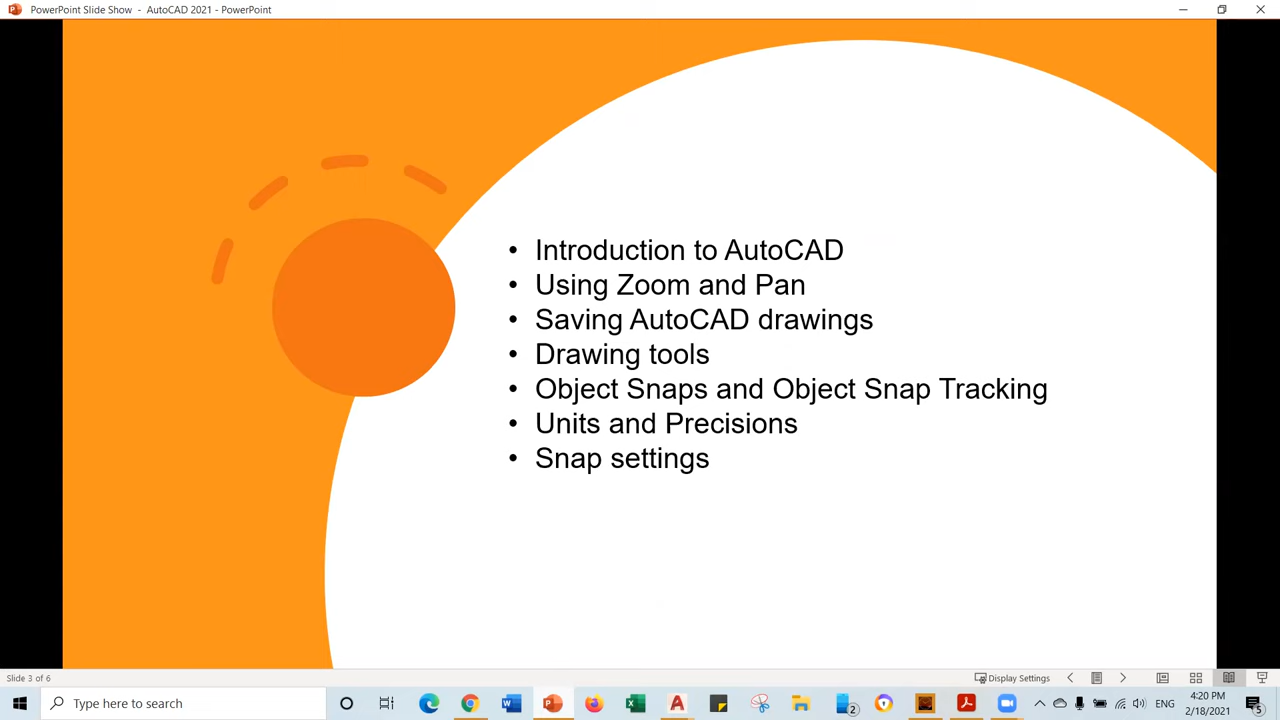 PowerPoint Slide Show - AutoCAD 2021 - PowerPoint
• Introduction to AutoCAD
• Using Zoom and Pan
• Saving AutoCAD drawings
• Drawing tools
• Object Snaps and Object Snap Tracking
• Units and Precisions
• Snap settings
Slide 3 of 6
Display Settings
Type here to search
2
ENG
4:20 PM
2/18/2021
5